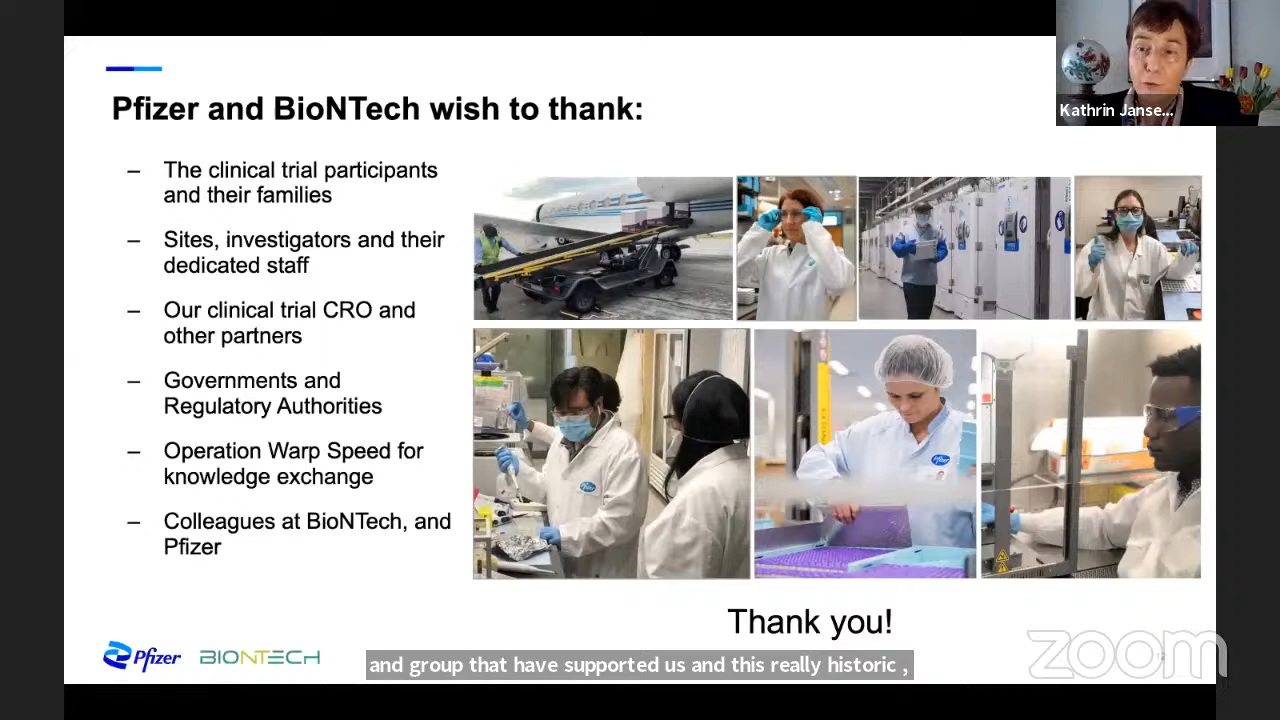 Kathrin Janse...
Pfizer and BioNTech wish to thank:
– The clinical trial participants
and their families
– Sites, investigators and their
dedicated staff
– Our clinical trial CRO and
other partners
– Governments and
Regulatory Authorities
– Operation Warp Speed for
knowledge exchange
– Colleagues at BioNTech, and
Pfizer
Pfizer
Thank you!
Pfizer
BIONTECH
and group that have supported us and this really historic ,
zoom